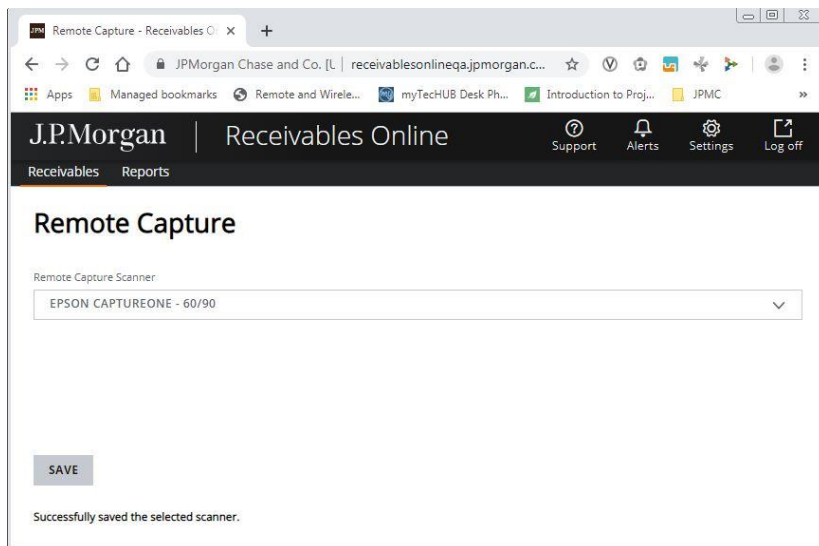 Remote Capture - Receivables O
JPMorgan Chase and Co. [L | receivablesonlineqa.jpmorgan.c...
Apps Managed bookmarks Remote and Wirele... myTecHUB Desk Ph... Introduction to Proj... JPMC »
J.P.Morgan | Receivables Online Support Alerts Settings Log off
Receivables Reports
Remote Capture
Remote Capture Scanner
EPSON CAPTUREONE - 60/90
SAVE
Successfully saved the selected scanner.